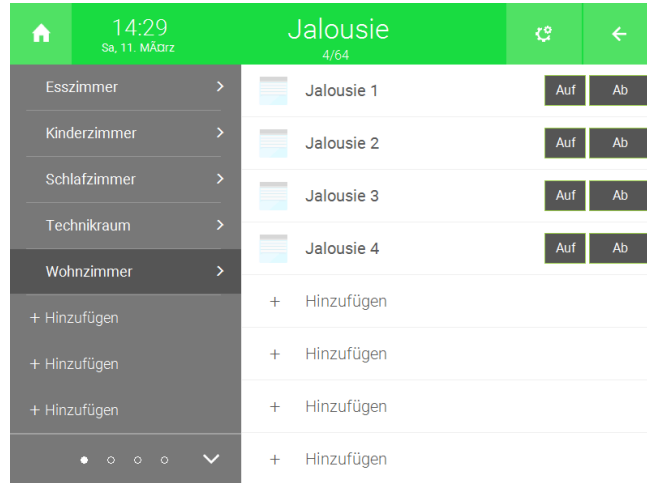 14:29
Sa, 11. MÃ¤rz
Jalousie
4/64
Esszimmer
Kinderzimmer
Schlafzimmer
Technikraum
Wohnzimmer
+ Hinzufügen
+ Hinzufügen
+ Hinzufügen
Jalousie 1 Auf Ab
Jalousie 2 Auf Ab
Jalousie 3 Auf Ab
Jalousie 4 Auf Ab
+ Hinzufügen
+ Hinzufügen
+ Hinzufügen
+ Hinzufügen